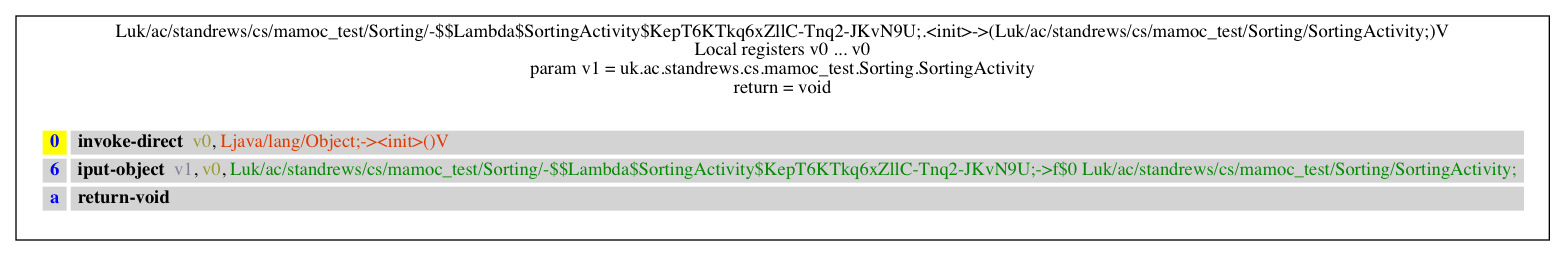 Luk/ac/standrews/cs/mamoc_test/Sorting/-$$Lambda$SortingActivity$KepT6KTkq6xZllC-Tnq2-JKvN9U;.<init>->(Luk/ac/standrews/cs/mamoc_test/Sorting/SortingActivity;)V
Local registers v0 ... v0
param v1 = uk.ac.standrews.cs.mamoc_test.Sorting.SortingActivity
return = void
0 invoke-direct v0, Ljava/lang/Object;-><init>()V
6 iput-object v1, v0, Luk/ac/standrews/cs/mamoc_test/Sorting/-$$Lambda$SortingActivity$KepT6KTkq6xZllC-Tnq2-JKvN9U;->f$0 Luk/ac/standrews/cs/mamoc_test/Sorting/SortingActivity;
a return-void